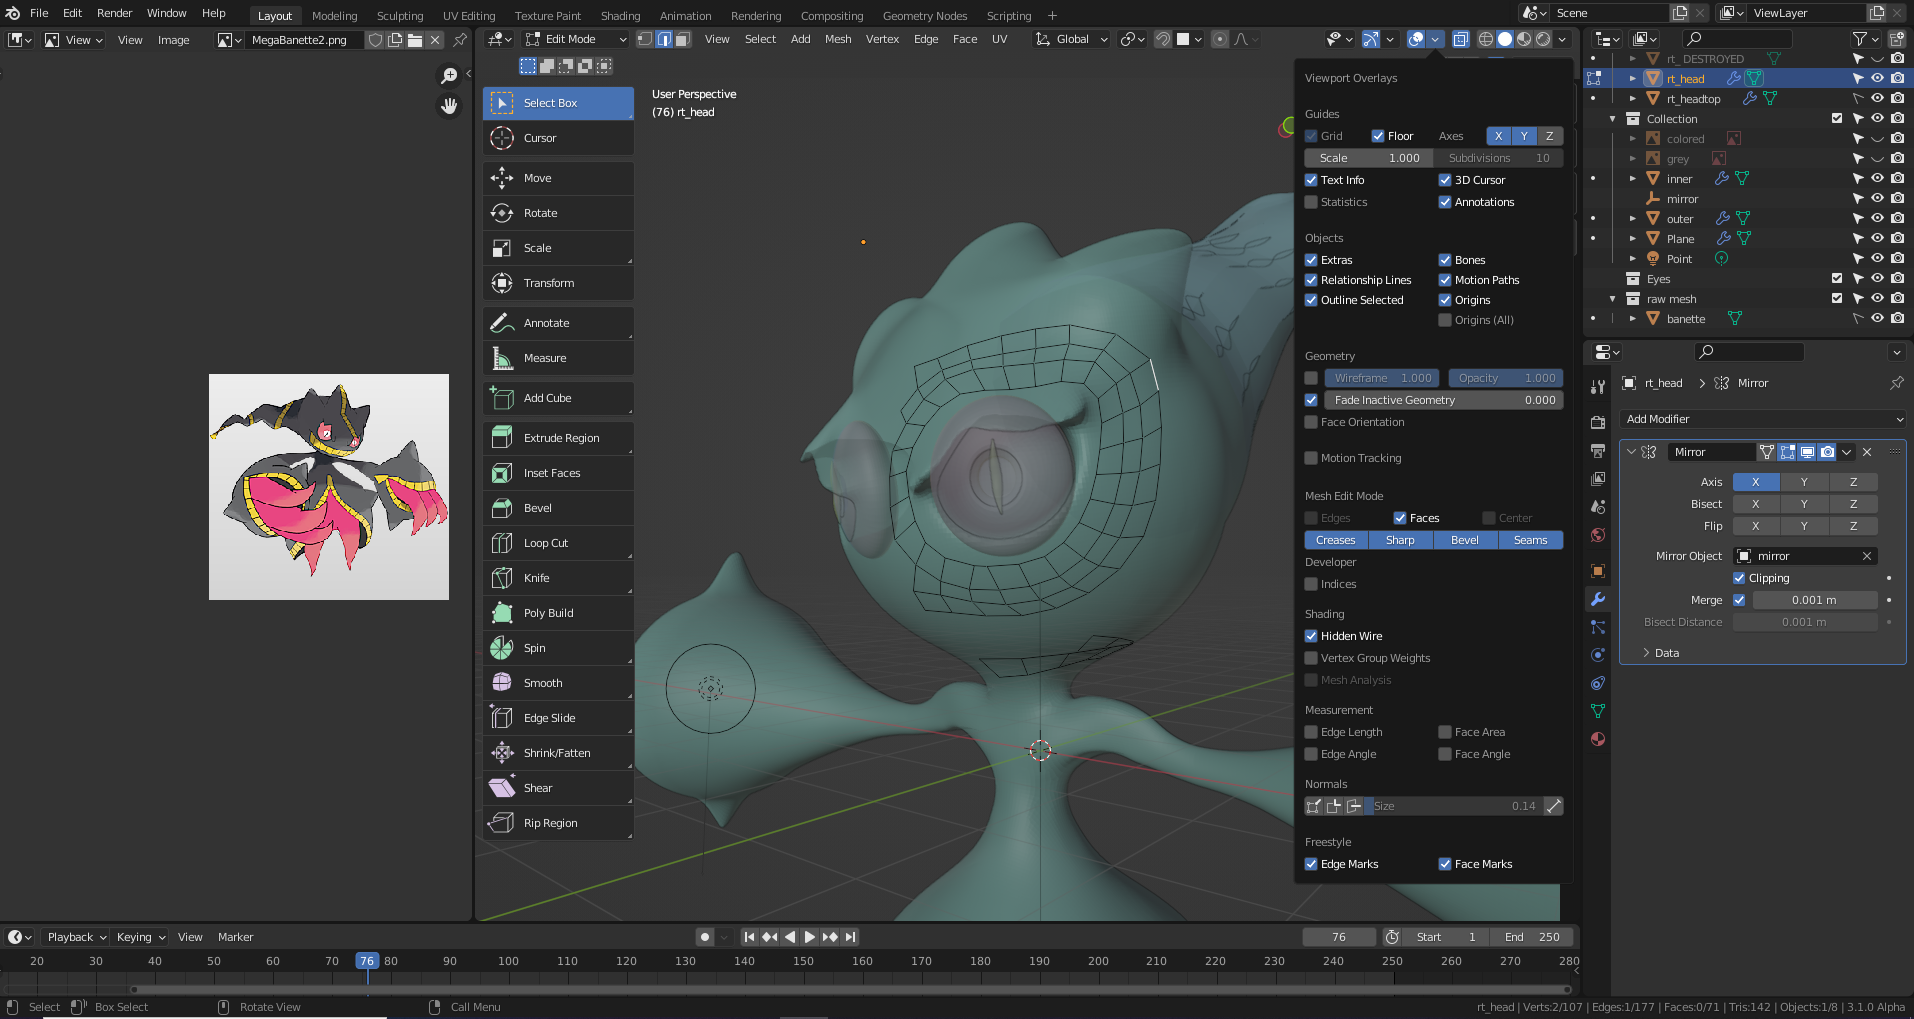 File Edit Render Window Help Layout Modeling Sculpting UV Editing Texture Paint Shading Animation Rendering Compositing Geometry Nodes Scripting + Scene ViewLayer
View View Image MegaBanette2.png Edit Mode View Select Add Mesh Vertex Edge Face UV Global
Select Box
Cursor
Move
Rotate
Scale
Transform
Annotate
Measure
Add Cube
Extrude Region
Inset Faces
Bevel
Loop Cut
Knife
Poly Build
Spin
Smooth
Edge Slide
Shrink/Fatten
Shear
Rip Region
User Perspective
(76) rt_head
Viewport Overlays
Guides
Grid Floor Axes X Y Z
Scale 1.000 Subdivisions 10
Text Info 3D Cursor
Statistics Annotations
Objects
Extras Bones
Relationship Lines Motion Paths
Outline Selected Origins
Origins (All)
Geometry
Wireframe 1.000 Opacity 1.000
Fade Inactive Geometry 0.000
Face Orientation
Motion Tracking
Mesh Edit Mode
Edges Faces Center
Creases Sharp Bevel Seams
Developer
Indices
Shading
Hidden Wire
Vertex Group Weights
Mesh Analysis
Measurement
Edge Length Face Area
Edge Angle Face Angle
Normals
Size 0.14
Freestyle
Edge Marks Face Marks
rt_ DESTROYED
rt_head
rt_headtop
Collection
colored
grey
inner
mirror
outer
Plane
Point
Eyes
raw mesh
banette
rt_head Mirror
Add Modifier
Mirror
Axis X Y Z
Bisect X Y Z
Flip X Y Z
Mirror Object mirror
Clipping
Merge 0.001 m
Bisect Distance 0.001 m
Data
Playback Keying View Marker 76 Start 1 End 250
20 30 40 50 60 70 76 80 90 100 110 120 130 140 150 160 170 180 190 200 210 220 230 240 250 260 270 280
Select Box Select Rotate View Call Menu rt_head | Verts:2/107 | Edges:1/177 | Faces:0/71 | Tris:142 | Objects:1/8 | 3.1.0 Alpha